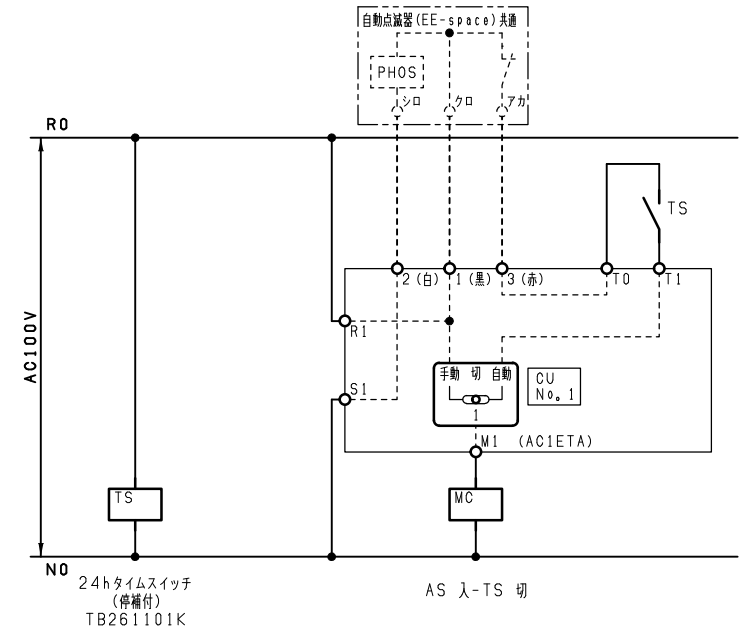 自動点滅器(EE-space)共通
PHOS
シロ
クロ
アカ
R0
TS
2(白)
1(黒)
3(赤)
T0
T1
AC100V
R1
手動 切 自動
CU
No. 1
S1
1
M1 (AC1ETA)
TS
MC
N0
24hタイムスイッチ
(停補付)
TB261101K
AS 入-TS 切